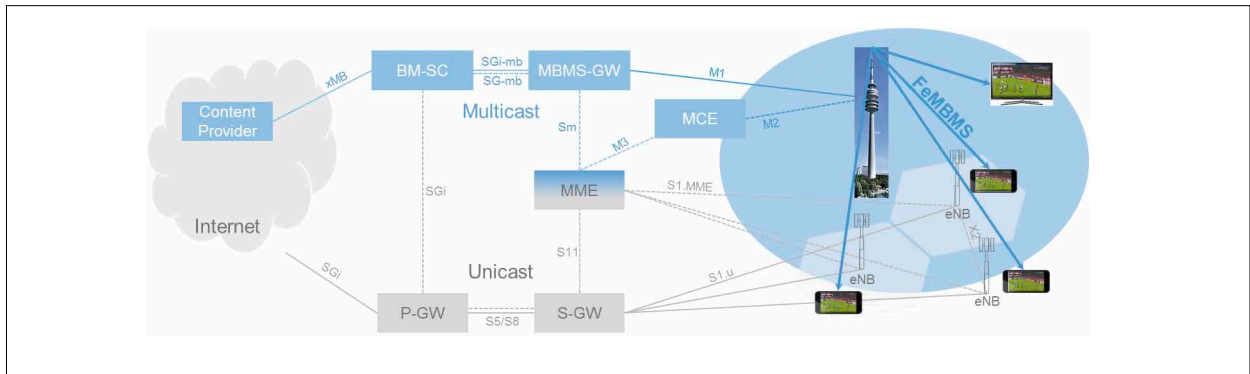 xMB
BM-SC
SGi-mb
SG-mb
MBMS-GW
M1
Content
Provider
Multicast
MCE
M2
FeMBMS
Sm
M3
SGi
MME
S1.MME
Internet
eNB
X2
SGi
Unicast
S11
S1.u
eNB
eNB
P-GW
S5/S8
S-GW